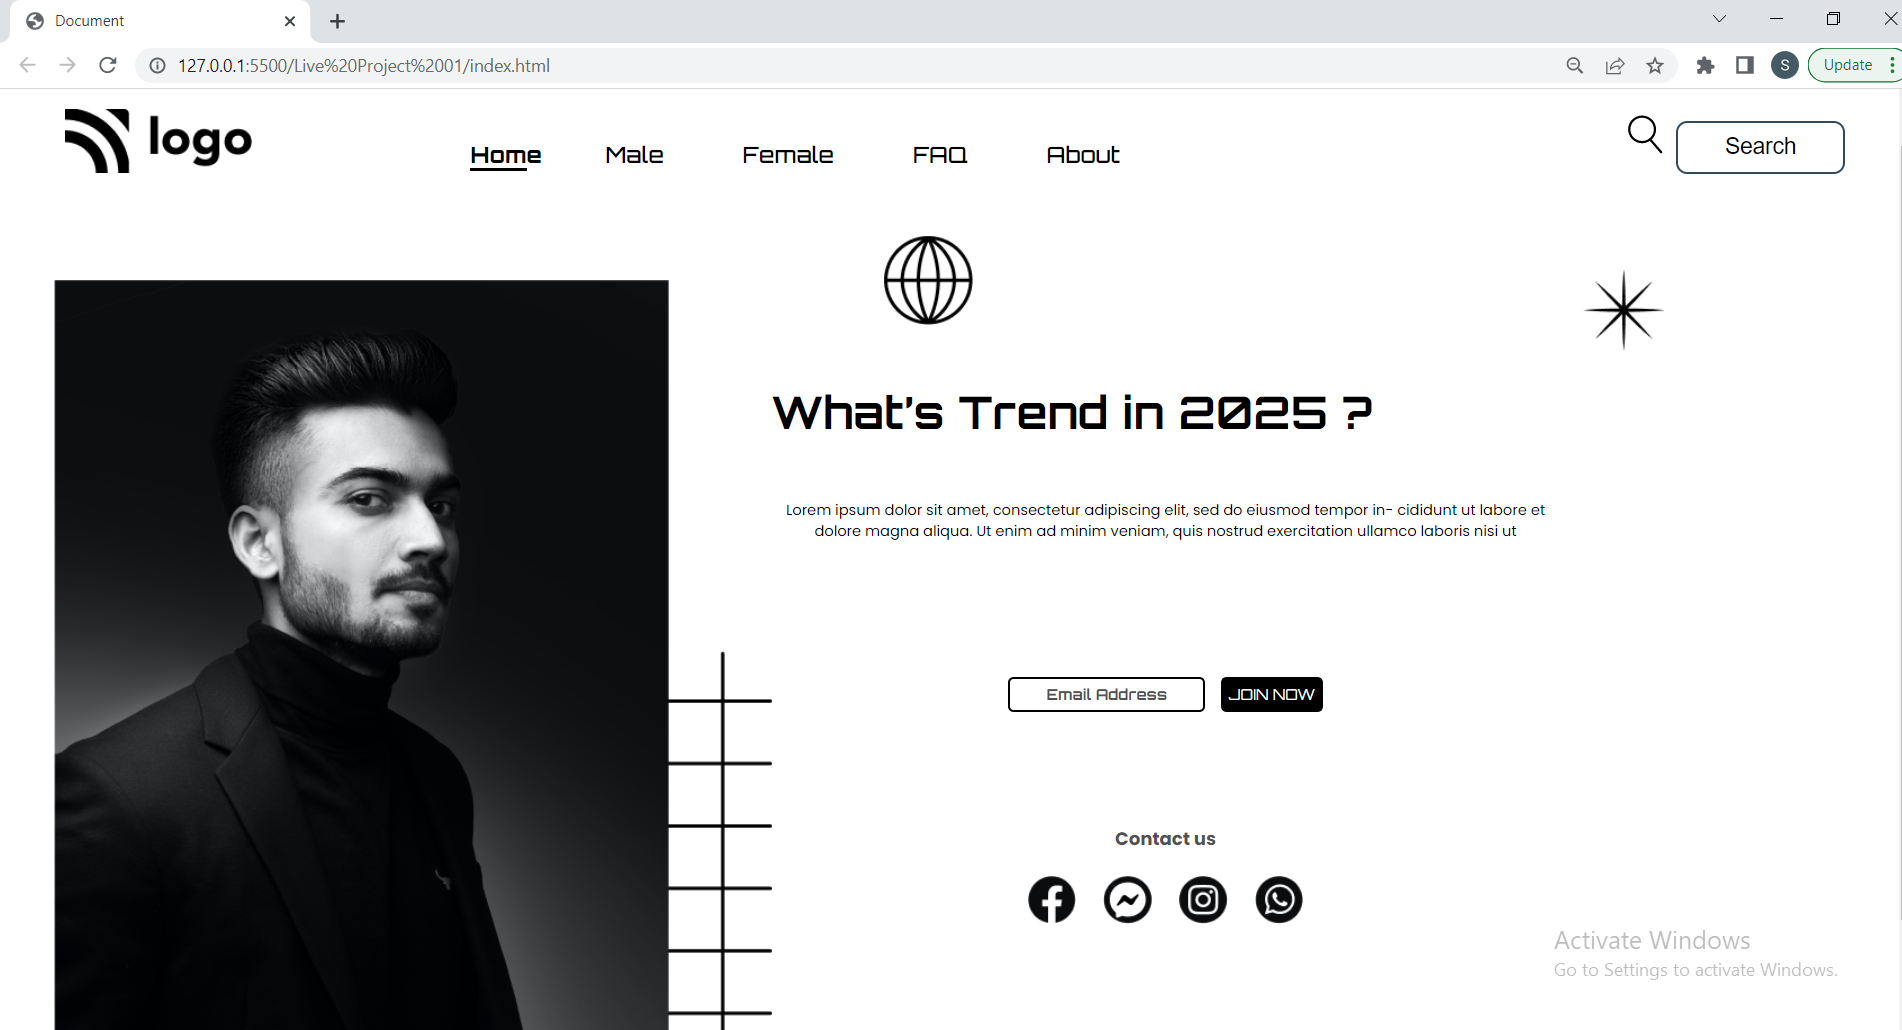 Document
127.0.0.1:5500/Live%20Project%2001/index.html
S
Update
logo
Home
Male
Female
FAQ
About
Search
What's Trend in 2025 ?
Lorem ipsum dolor sit amet, consectetur adipiscing elit, sed do eiusmod tempor in- cididunt ut labore et
dolore magna aliqua. Ut enim ad minim veniam, quis nostrud exercitation ullamco laboris nisi ut
Email Address
JOIN NOW
Contact us
Activate Windows
Go to Settings to activate Windows.